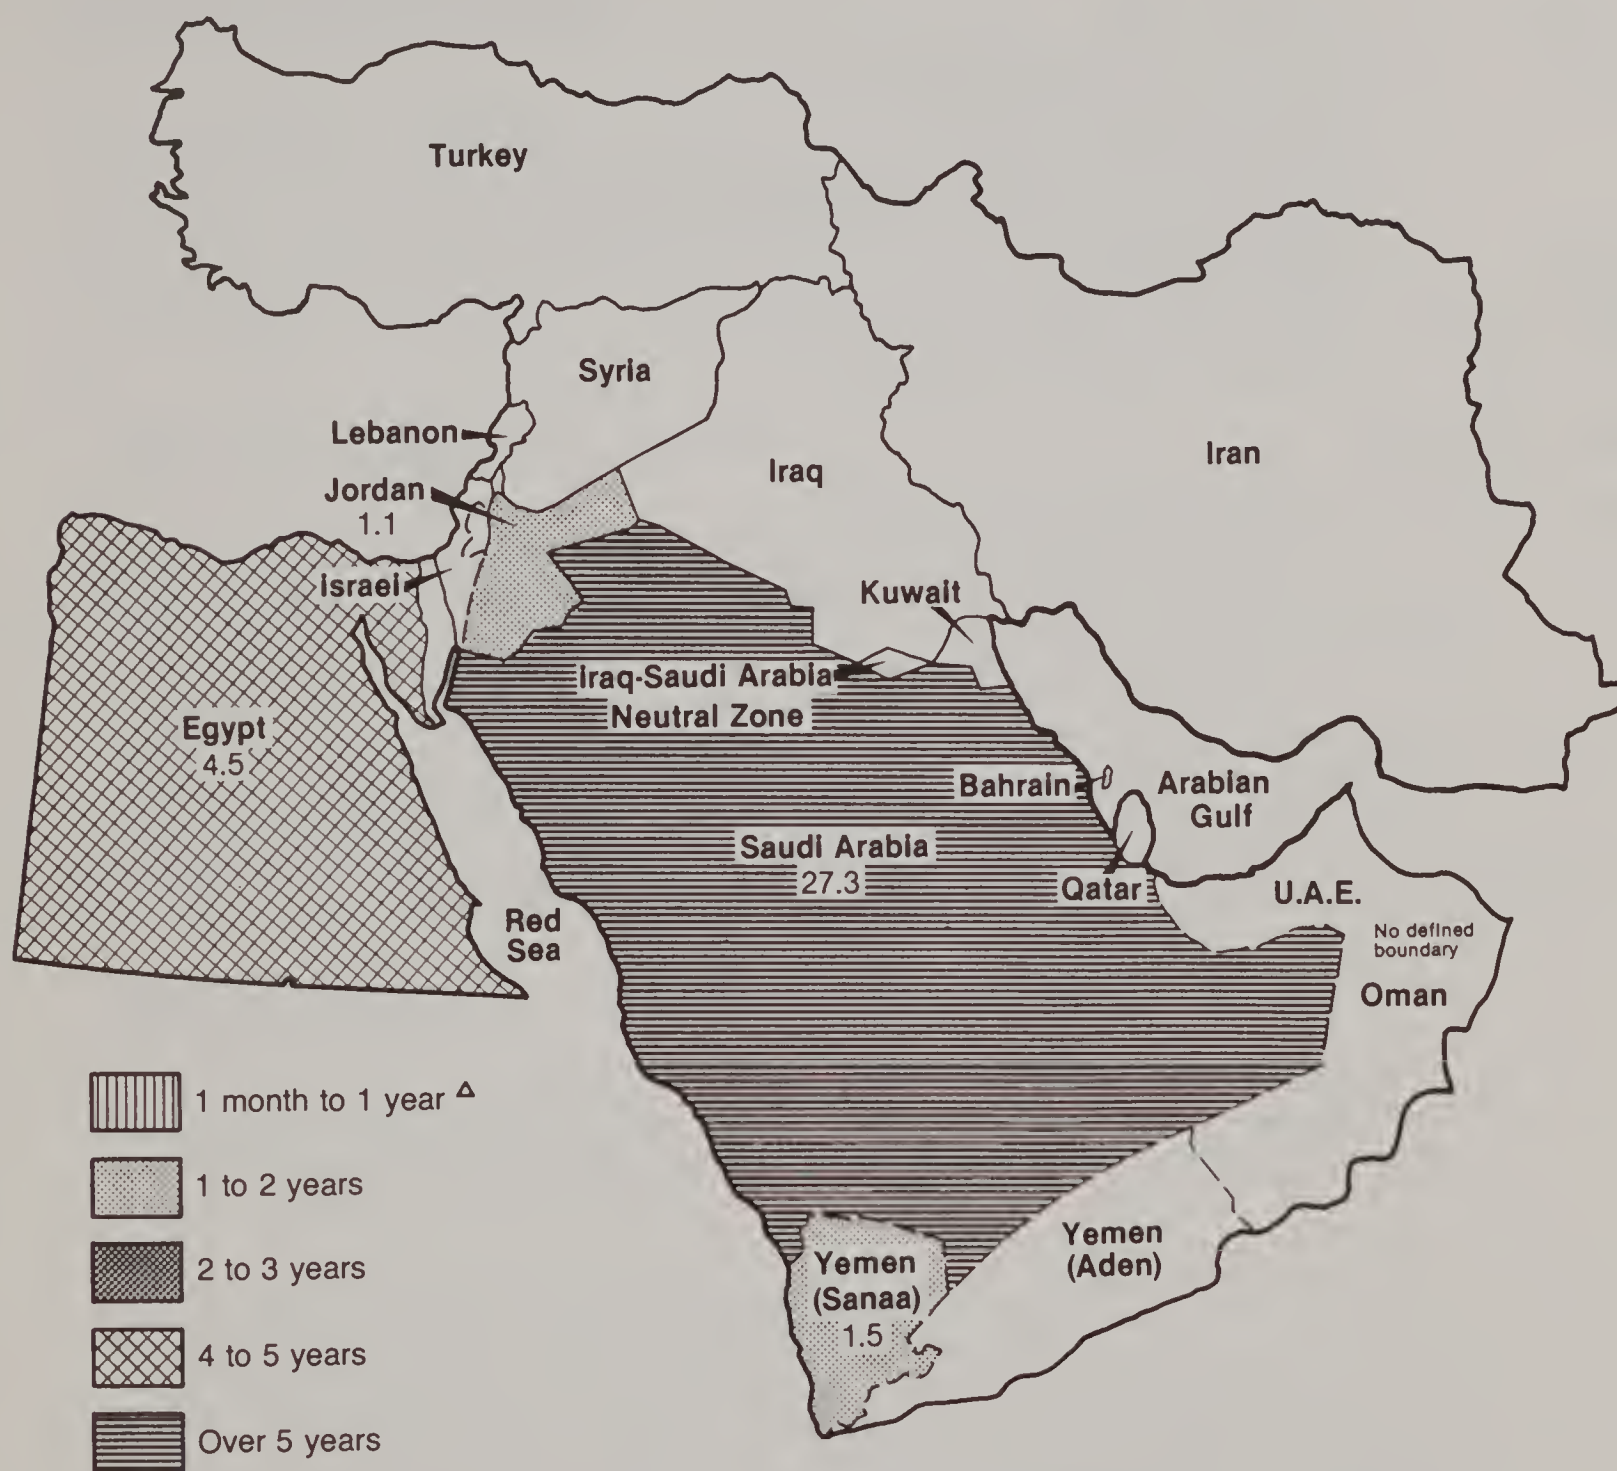 Turkey
Syria
Lebanon
Iraq
Iran
Jordan
1.1
Israel
Kuwait
Iraq-Saudi Arabia
Neutral Zone
Egypt
4.5
Bahrain
Arabian
Gulf
Saudi Arabia
27.3
Qatar
U.A.E.
Red
Sea
No defined
boundary
Oman
1 month to 1 year Δ
1 to 2 years
2 to 3 years
4 to 5 years
Over 5 years
Yemen
(Aden)
Yemen
(Sanaa)
1.5